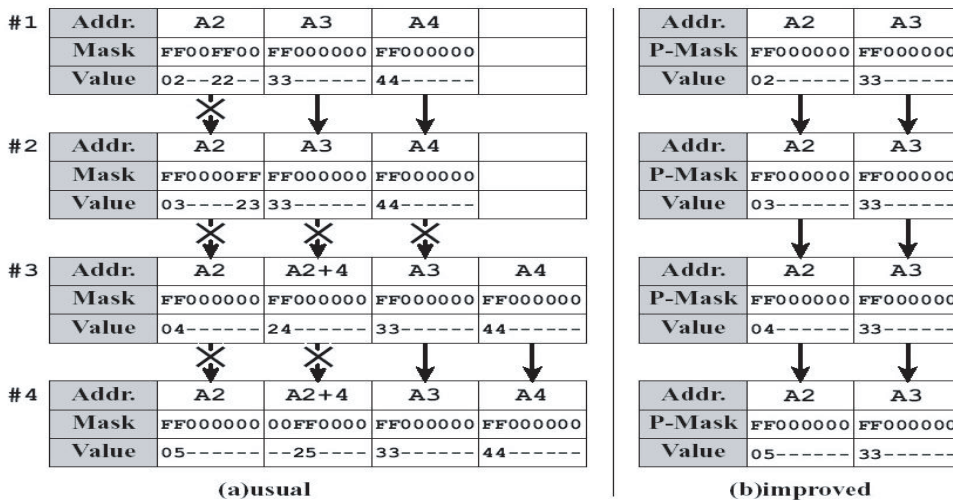 #1 Addr. A2 A3 A4
Mask FF00FF00 FF000000 FF000000
Value 02--22-- 33------ 44------
#2 Addr. A2 A3 A4
Mask FF0000FF FF000000 FF000000
Value 03----23 33------ 44------
#3 Addr. A2 A2+4 A3 A4
Mask FF000000 FF000000 FF000000 FF000000
Value 04------ 24------ 33------ 44------
#4 Addr. A2 A2+4 A3 A4
Mask FF000000 00FF0000 FF000000 FF000000
Value 05------ --25---- 33------ 44------
(a)usual
Addr. A2 A3
P-Mask FF000000 FF000000
Value 02------ 33------
Addr. A2 A3
P-Mask FF000000 FF000000
Value 03------ 33------
Addr. A2 A3
P-Mask FF000000 FF000000
Value 04------ 33------
Addr. A2 A3
P-Mask FF000000 FF000000
Value 05------ 33------
(b)improved